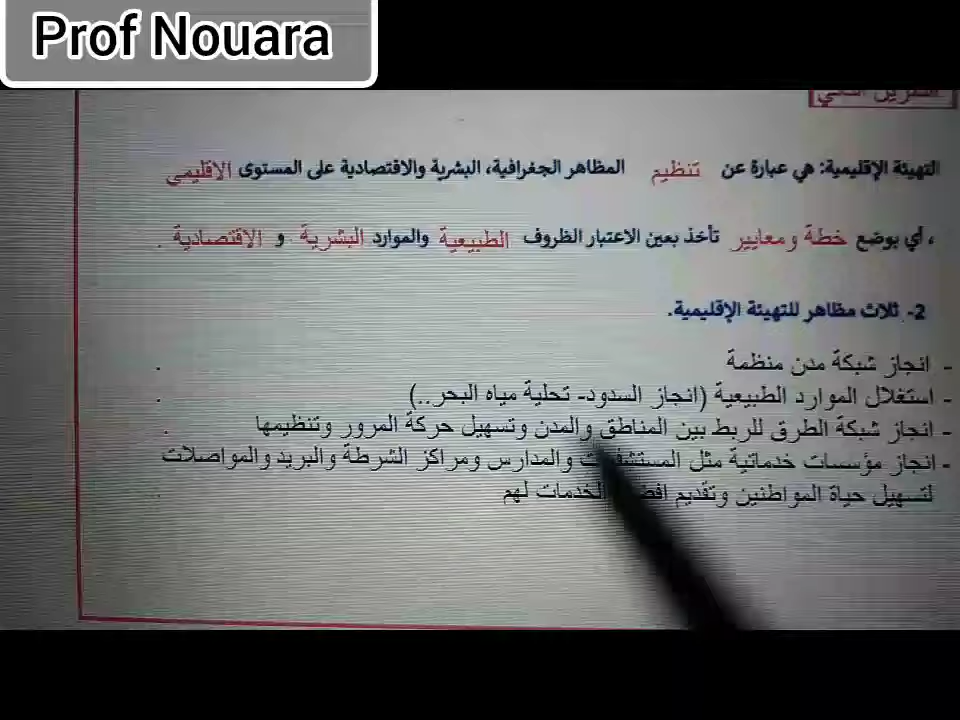 Prof Nouara
التمرين الثاني
التهيئة الإقليمية: هي عبارة عن تنظيم المظاهر الجغرافية، البشرية والاقتصادية على المستوى الاقليمي
، أي بوضع خطة ومعايير تأخذ بعين الاعتبار الظروف الطبيعية والموارد البشرية و الاقتصادية .
2- ثلاث مظاهر للتهيئة الإقليمية.
- انجاز شبكة مدن منظمة .
- استغلال الموارد الطبيعية (انجاز السدود- تحلية مياه البحر..) .
- انجاز شبكة الطرق للربط بين المناطق والمدن وتسهيل حركة المرور وتنظيمها .
- انجاز مؤسسات خدماتية مثل المستشفيات والمدارس ومراكز الشرطة والبريد والمواصلات
لتسهيل حياة المواطنين وتقديم الخدمات لهم